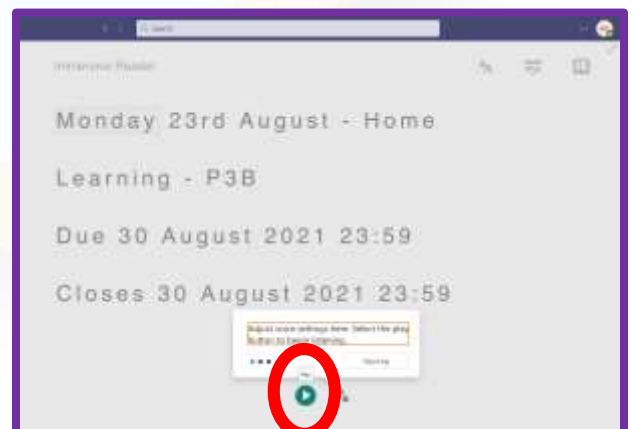 Search
Immersive Reader
Monday 23rd August - Home
Learning - P3B
Due 30 August 2021 23:59
Closes 30 August 2021 23:59
Adjust voice settings here. Select the play
button to begin listening.